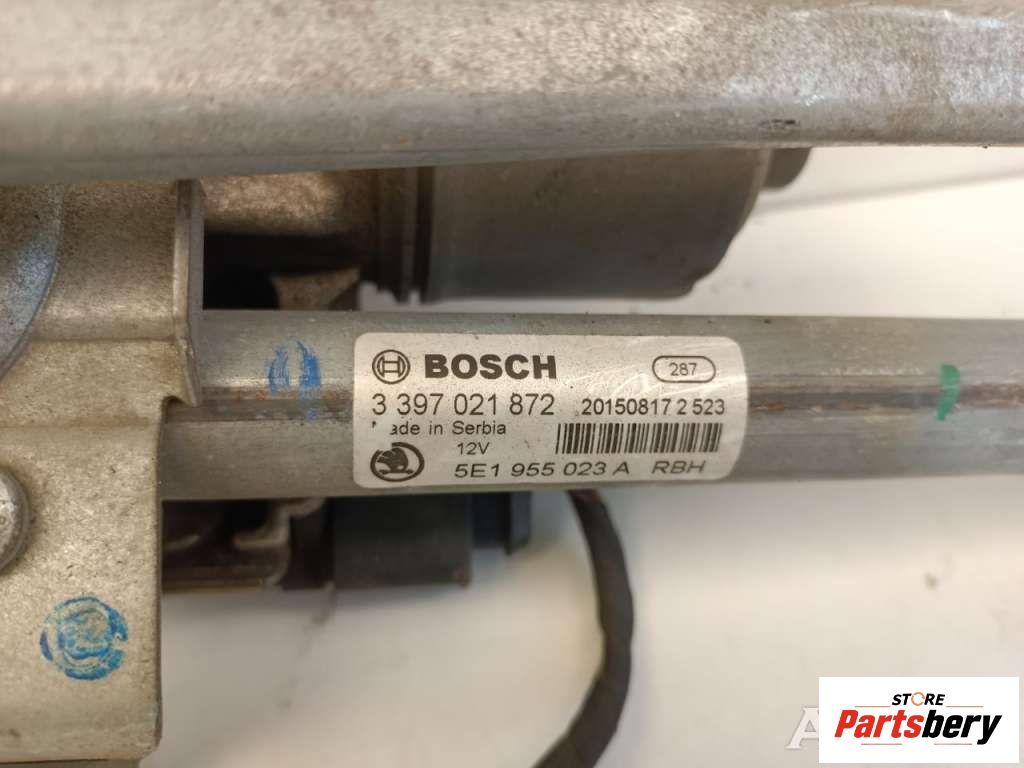 BOSCH 287
3 397 021 872 20150817 2 523
ade in Serbia
12V
5E1 955 023 A RBH
STORE
Partsbery